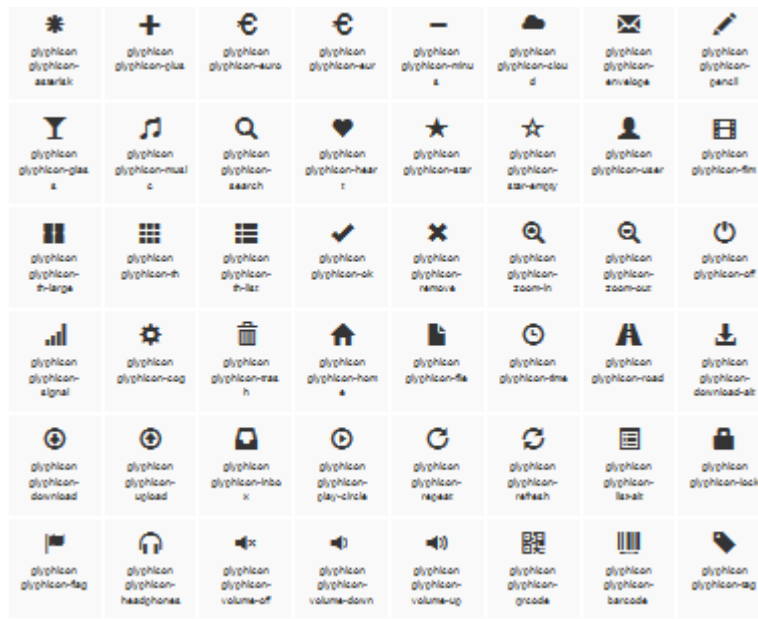 glyphicon
glyphicon-
asterisk
glyphicon
glyphicon-plus
glyphicon
glyphicon-euro
glyphicon
glyphicon-eur
glyphicon
glyphicon-minu
s
glyphicon
glyphicon-clou
d
glyphicon
glyphicon-
envelope
glyphicon
glyphicon-
pencil
glyphicon
glyphicon-glas
s
glyphicon
glyphicon-musi
c
glyphicon
glyphicon-
search
glyphicon
glyphicon-hear
t
glyphicon
glyphicon-star
glyphicon
glyphicon-
star-empty
glyphicon
glyphicon-user
glyphicon
glyphicon-film
glyphicon
glyphicon-
th-large
glyphicon
glyphicon-th
glyphicon
glyphicon-
th-list
glyphicon
glyphicon-ok
glyphicon
glyphicon-
remove
glyphicon
glyphicon-
zoom-in
glyphicon
glyphicon-
zoom-out
glyphicon
glyphicon-off
glyphicon
glyphicon-
signal
glyphicon
glyphicon-cog
glyphicon
glyphicon-tras
h
glyphicon
glyphicon-hom
e
glyphicon
glyphicon-file
glyphicon
glyphicon-time
glyphicon
glyphicon-road
glyphicon
glyphicon-
download-alt
glyphicon
glyphicon-
download
glyphicon
glyphicon-
upload
glyphicon
glyphicon-inbo
x
glyphicon
glyphicon-
play-circle
glyphicon
glyphicon-
repeat
glyphicon
glyphicon-
refresh
glyphicon
glyphicon-
list-alt
glyphicon
glyphicon-lock
glyphicon
glyphicon-flag
glyphicon
glyphicon-
headphones
glyphicon
glyphicon-
volume-off
glyphicon
glyphicon-
volume-down
glyphicon
glyphicon-
volume-up
glyphicon
glyphicon-
qrcode
glyphicon
glyphicon-
barcode
glyphicon
glyphicon-tag